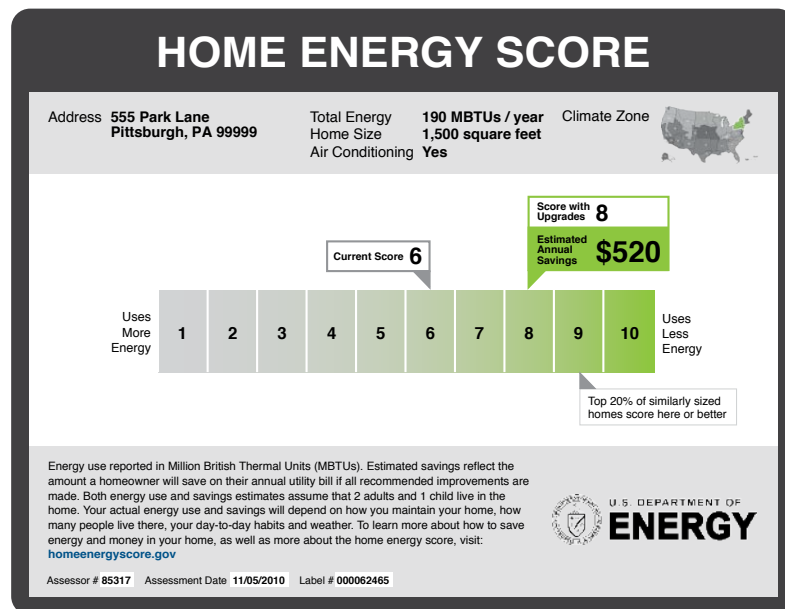 HOME ENERGY SCORE
Address 555 Park Lane
Pittsburgh, PA 99999
Total Energy 190 MBTUs / year
Home Size 1,500 square feet
Air Conditioning Yes
Climate Zone
Score with
Upgrades 8
Estimated
Annual
Savings $520
Current Score 6
Uses
More
Energy
1 2 3 4 5 6 7 8 9 10
Uses
Less
Energy
Top 20% of similarly sized
homes score here or better
Energy use reported in Million British Thermal Units (MBTUs). Estimated savings reflect the
amount a homeowner will save on their annual utility bill if all recommended improvements are
made. Both energy use and savings estimates assume that 2 adults and 1 child live in the
home. Your actual energy use and savings will depend on how you maintain your home, how
many people live there, your day-to-day habits and weather. To learn more about how to save
energy and money in your home, as well as more about the home energy score, visit:
homeenergyscore.gov
U.S. DEPARTMENT OF
ENERGY
Assessor # 85317 Assessment Date 11/05/2010 Label # 000062465